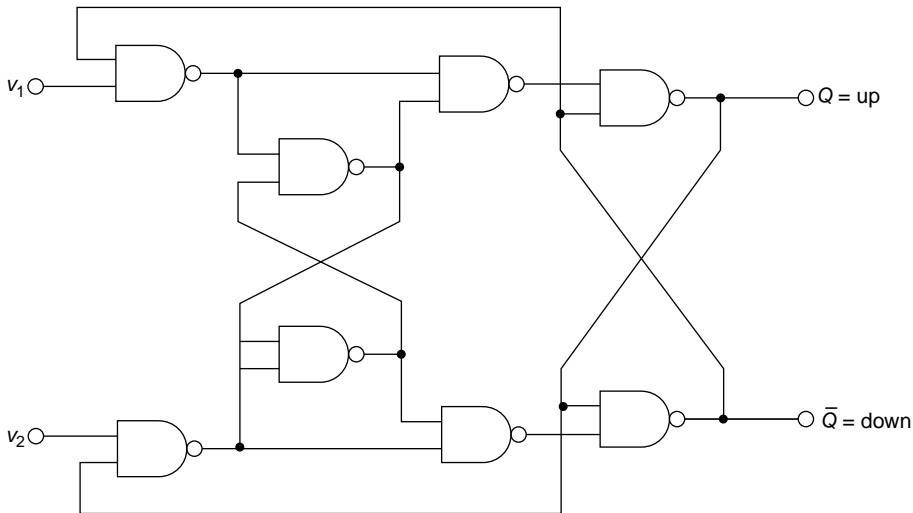 v₁
Q = up
v₂
Q̄ = down